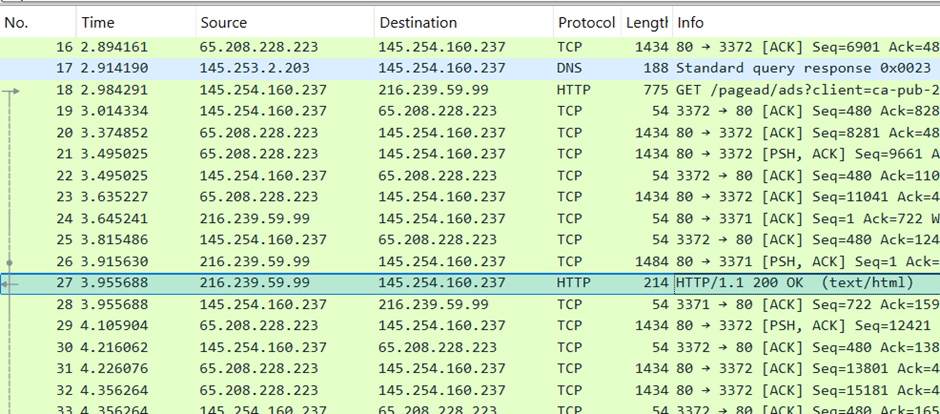 No. Time Source Destination Protocol Length Info
16 2.894161 65.208.228.223 145.254.160.237 TCP 1434 80 → 3372 [ACK] Seq=6901 Ack=48
17 2.914190 145.253.2.203 145.254.160.237 DNS 188 Standard query response 0x0023
18 2.984291 145.254.160.237 216.239.59.99 HTTP 775 GET /pagead/ads?client=ca-pub-2
19 3.014334 145.254.160.237 65.208.228.223 TCP 54 3372 → 80 [ACK] Seq=480 Ack=828
20 3.374852 65.208.228.223 145.254.160.237 TCP 1434 80 → 3372 [ACK] Seq=8281 Ack=48
21 3.495025 65.208.228.223 145.254.160.237 TCP 1434 80 → 3372 [PSH, ACK] Seq=9661 A
22 3.495025 145.254.160.237 65.208.228.223 TCP 54 3372 → 80 [ACK] Seq=480 Ack=110
23 3.635227 65.208.228.223 145.254.160.237 TCP 1434 80 → 3372 [ACK] Seq=11041 Ack=4
24 3.645241 216.239.59.99 145.254.160.237 TCP 54 80 → 3371 [ACK] Seq=1 Ack=722 W
25 3.815486 145.254.160.237 65.208.228.223 TCP 54 3372 → 80 [ACK] Seq=480 Ack=124
26 3.915630 216.239.59.99 145.254.160.237 TCP 1484 80 → 3371 [PSH, ACK] Seq=1 Ack=
27 3.955688 216.239.59.99 145.254.160.237 HTTP 214 HTTP/1.1 200 OK (text/html)
28 3.955688 145.254.160.237 216.239.59.99 TCP 54 3371 → 80 [ACK] Seq=722 Ack=159
29 4.105904 65.208.228.223 145.254.160.237 TCP 1434 80 → 3372 [PSH, ACK] Seq=12421
30 4.216062 145.254.160.237 65.208.228.223 TCP 54 3372 → 80 [ACK] Seq=480 Ack=138
31 4.226076 65.208.228.223 145.254.160.237 TCP 1434 80 → 3372 [ACK] Seq=13801 Ack=4
32 4.356264 65.208.228.223 145.254.160.237 TCP 1434 80 → 3372 [ACK] Seq=15181 Ack=4
33 4.356264 145.254.160.237 65.208.228.223 TCP 54 3372 → 80 [ACK] Seq=480 Ack=165